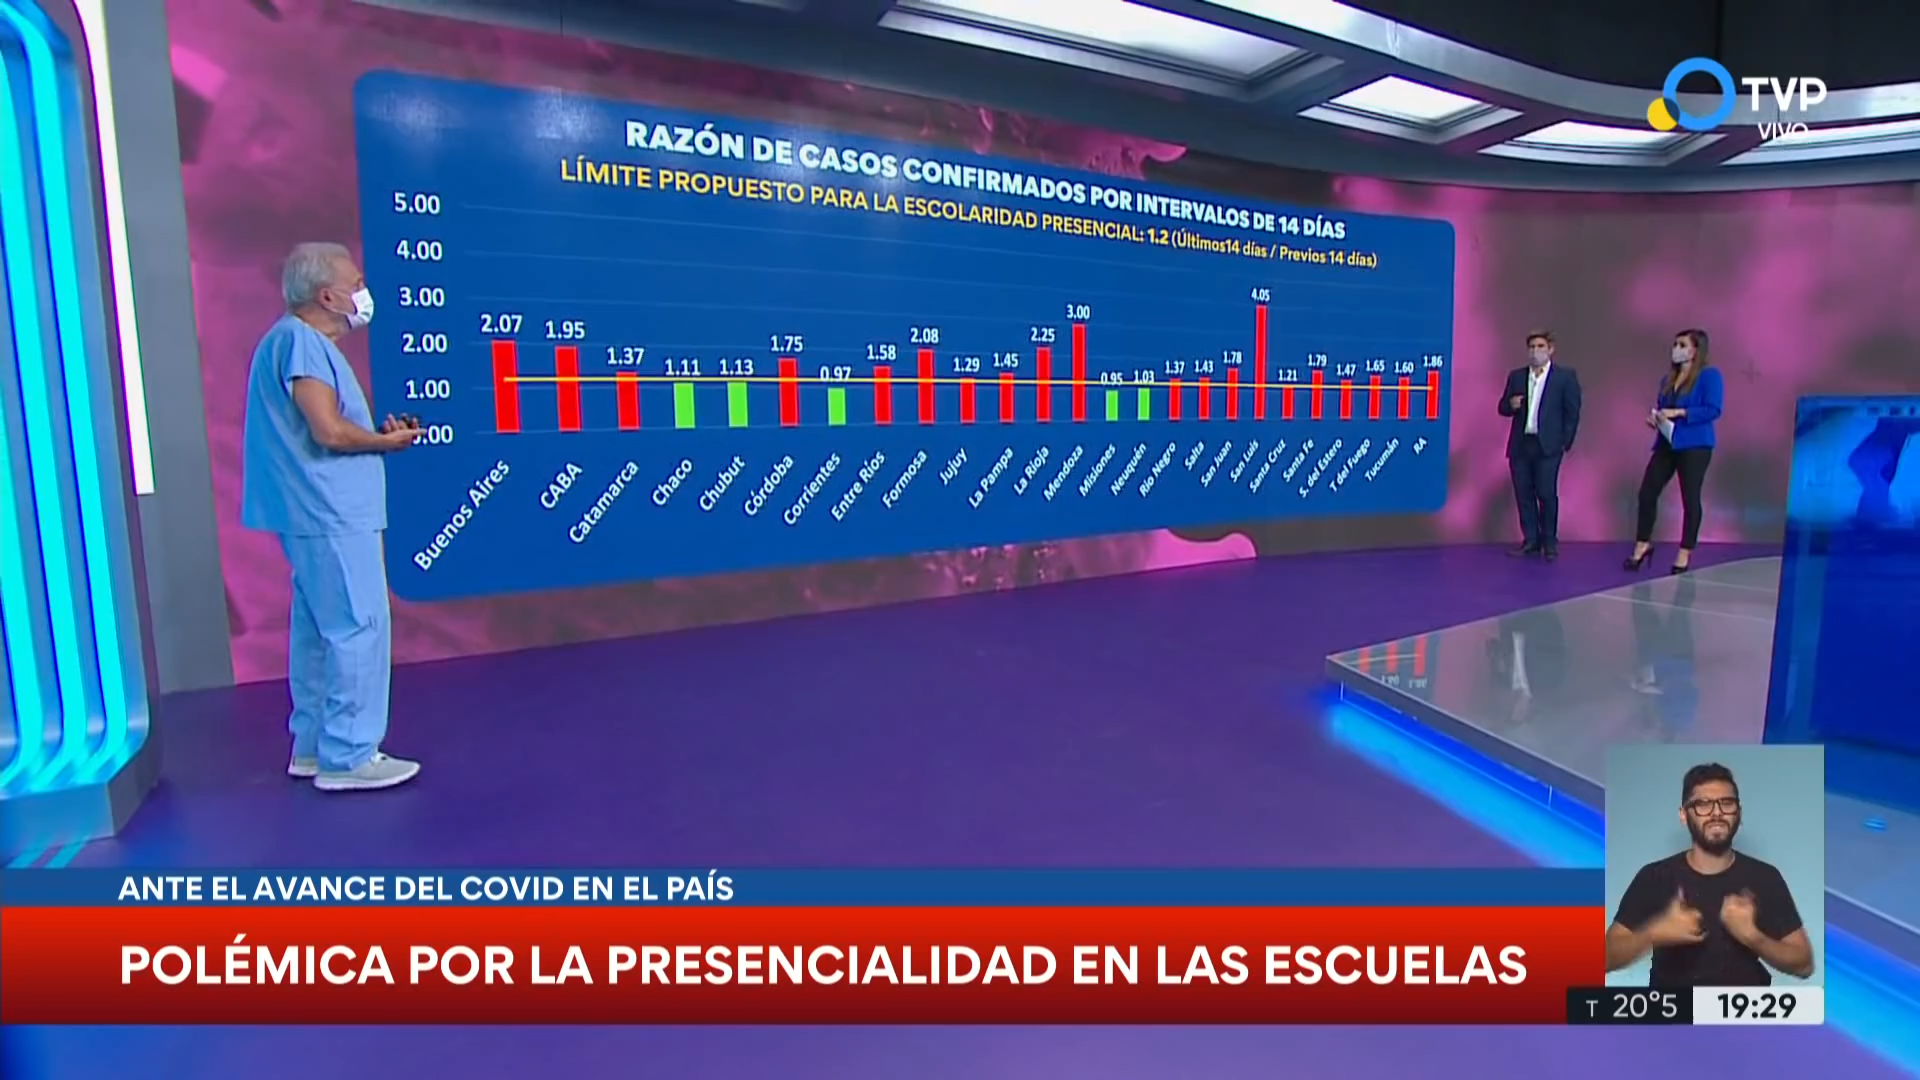 TVP
VIVO
RAZÓN DE CASOS CONFIRMADOS POR INTERVALOS DE 14 DÍAS
LÍMITE PROPUESTO PARA LA ESCOLARIDAD PRESENCIAL: 1.2 (Últimos14 días / Previos 14 días)
5.00
4.00
3.00
2.00
1.00
0.00
2.07 1.95 1.37 1.11 1.13 1.75 0.97 1.58 2.08 1.29 1.45 2.25 3.00 0.95 1.03 1.37 1.43 1.78 4.05 1.21 1.79 1.47 1.65 1.60 1.86
Buenos Aires
CABA
Catamarca
Chaco
Chubut
Córdoba
Corrientes
Entre Ríos
Formosa
Jujuy
La Pampa
La Rioja
Mendoza
Misiones
Neuquén
Río Negro
Salta
San Juan
San Luis
Santa Cruz
Santa Fe
S. del Estero
T del Fuego
Tucumán
RA
ANTE EL AVANCE DEL COVID EN EL PAÍS
POLÉMICA POR LA PRESENCIALIDAD EN LAS ESCUELAS
T 20°5 19:29